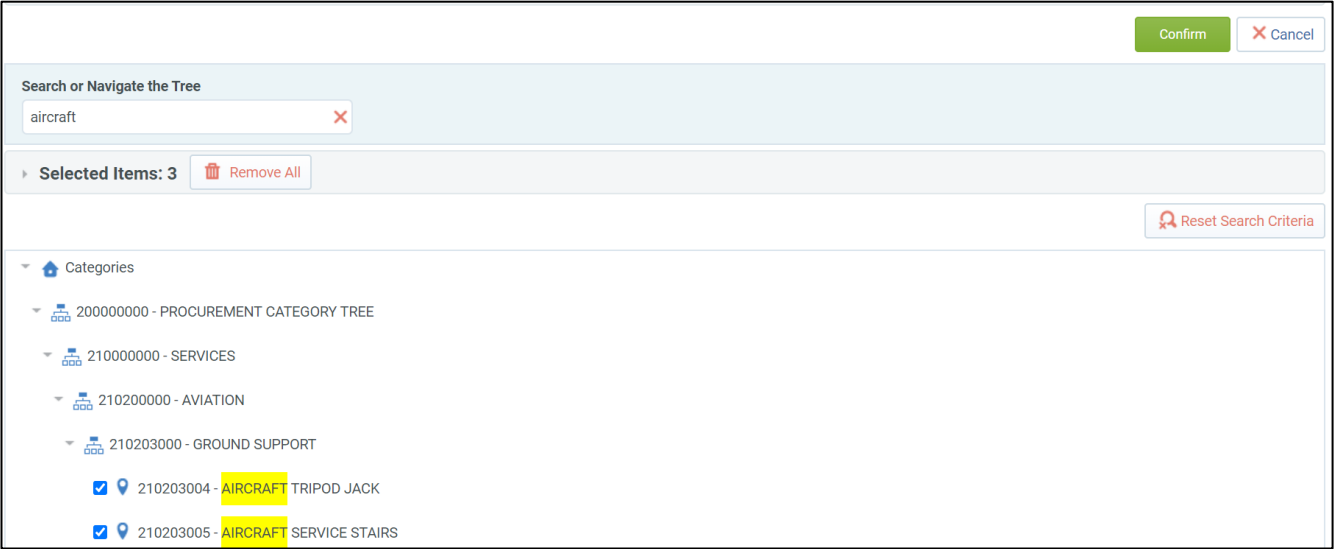 Confirm
Cancel
Search or Navigate the Tree
aircraft
Selected Items: 3
Remove All
Reset Search Criteria
Categories
200000000 - PROCUREMENT CATEGORY TREE
210000000 - SERVICES
210200000 - AVIATION
210203000 - GROUND SUPPORT
210203004 - AIRCRAFT TRIPOD JACK
210203005 - AIRCRAFT SERVICE STAIRS